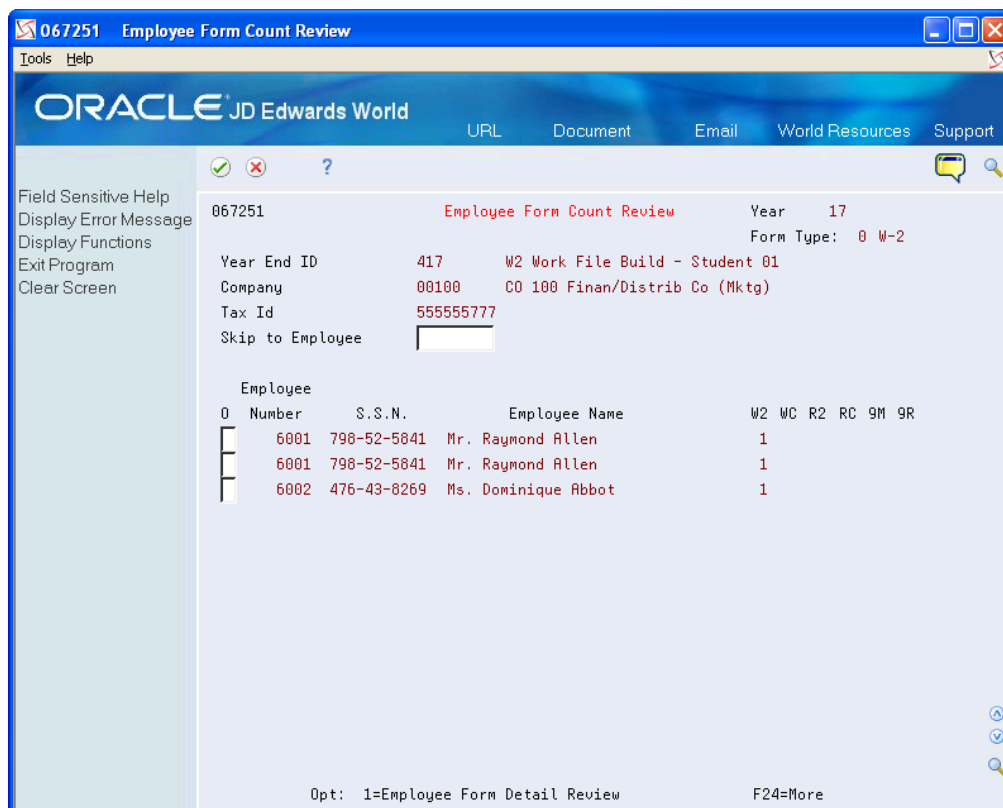 067251 Employee Form Count Review
Tools Help
ORACLE JD Edwards World
URL Document Email World Resources Support
?
Field Sensitive Help
Display Error Message
Display Functions
Exit Program
Clear Screen
067251 Employee Form Count Review Year 17
Form Type: 0 W-2
Year End ID 417 W2 Work File Build - Student 01
Company 00100 CO 100 Finan/Distrib Co (Mktg)
Tax Id 555555777
Skip to Employee
Employee
O Number S.S.N. Employee Name W2 WC R2 RC 9M 9R
6001 798-52-5841 Mr. Raymond Allen 1
6001 798-52-5841 Mr. Raymond Allen 1
6002 476-43-8269 Ms. Dominique Abbot 1
Opt: 1=Employee Form Detail Review F24=More